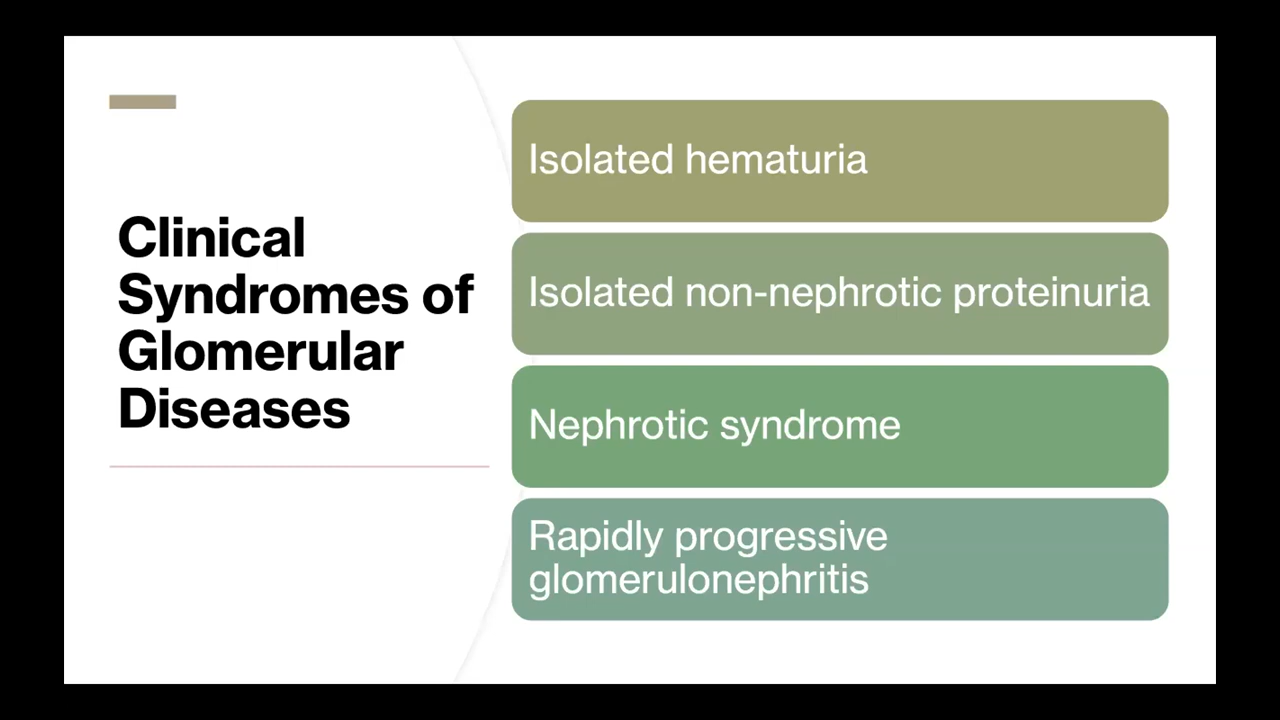 Clinical
Syndromes of
Glomerular
Diseases
Isolated hematuria
Isolated non-nephrotic proteinuria
Nephrotic syndrome
Rapidly progressive
glomerulonephritis